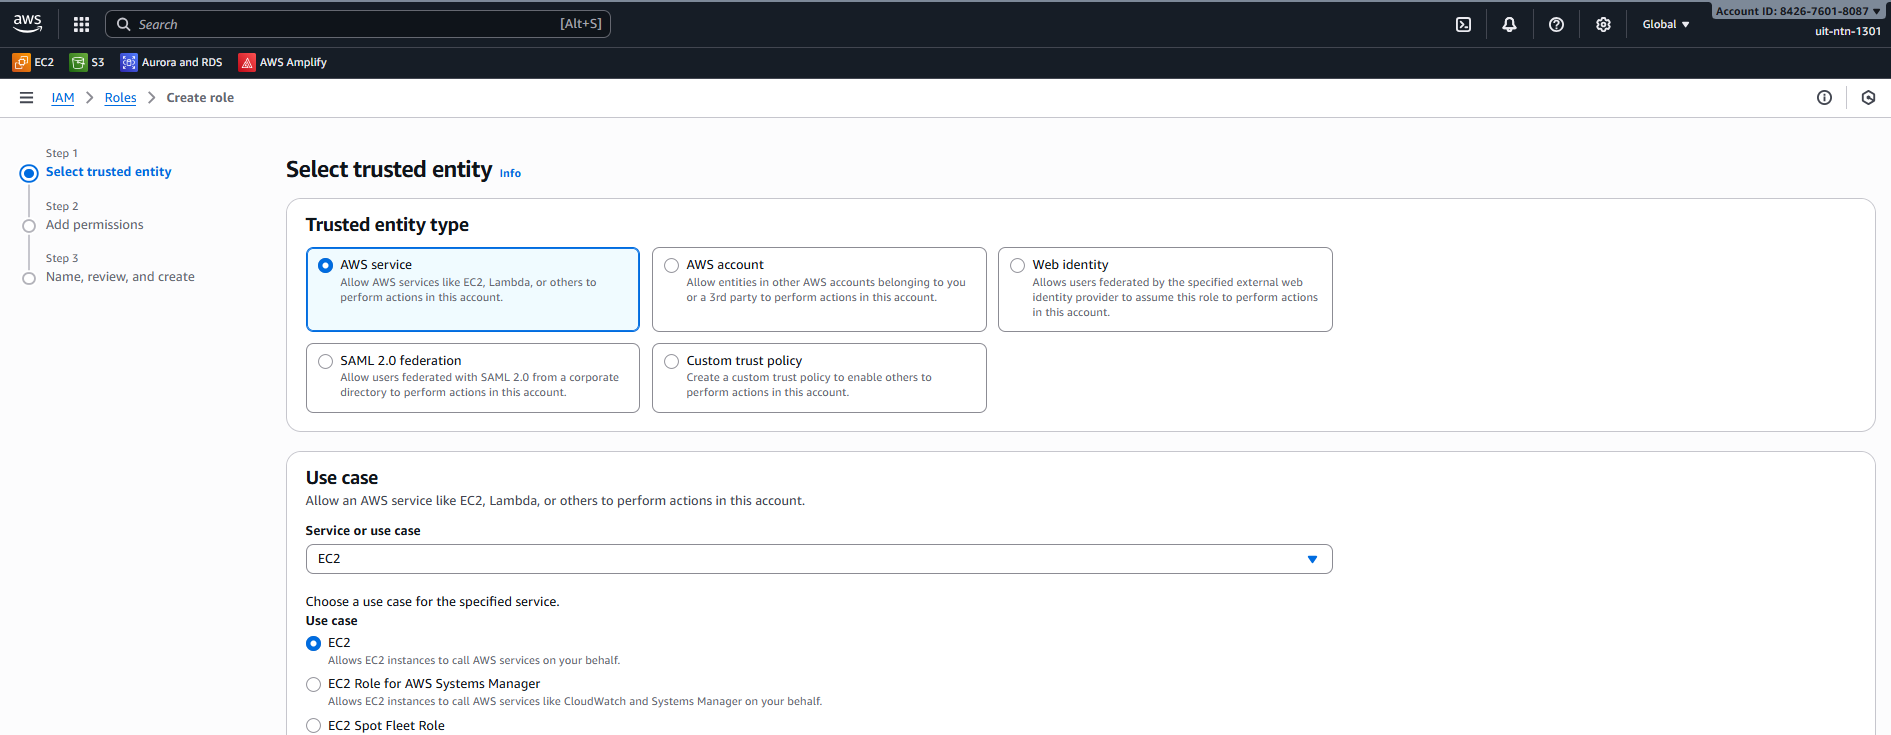 aws
Search
[Alt+S]
Global
Account ID: 8426-7601-8087
uit-ntn-1301
EC2
S3
Aurora and RDS
AWS Amplify
IAM
Roles
Create role
Step 1
Select trusted entity
Step 2
Add permissions
Step 3
Name, review, and create
Select trusted entity Info
Trusted entity type
AWS service
Allow AWS services like EC2, Lambda, or others to
perform actions in this account.
AWS account
Allow entities in other AWS accounts belonging to you
or a 3rd party to perform actions in this account.
Web identity
Allows users federated by the specified external web
identity provider to assume this role to perform actions
in this account.
SAML 2.0 federation
Allow users federated with SAML 2.0 from a corporate
directory to perform actions in this account.
Custom trust policy
Create a custom trust policy to enable others to
perform actions in this account.
Use case
Allow an AWS service like EC2, Lambda, or others to perform actions in this account.
Service or use case
EC2
Choose a use case for the specified service.
Use case
EC2
Allows EC2 instances to call AWS services on your behalf.
EC2 Role for AWS Systems Manager
Allows EC2 instances to call AWS services like CloudWatch and Systems Manager on your behalf.
EC2 Spot Fleet Role